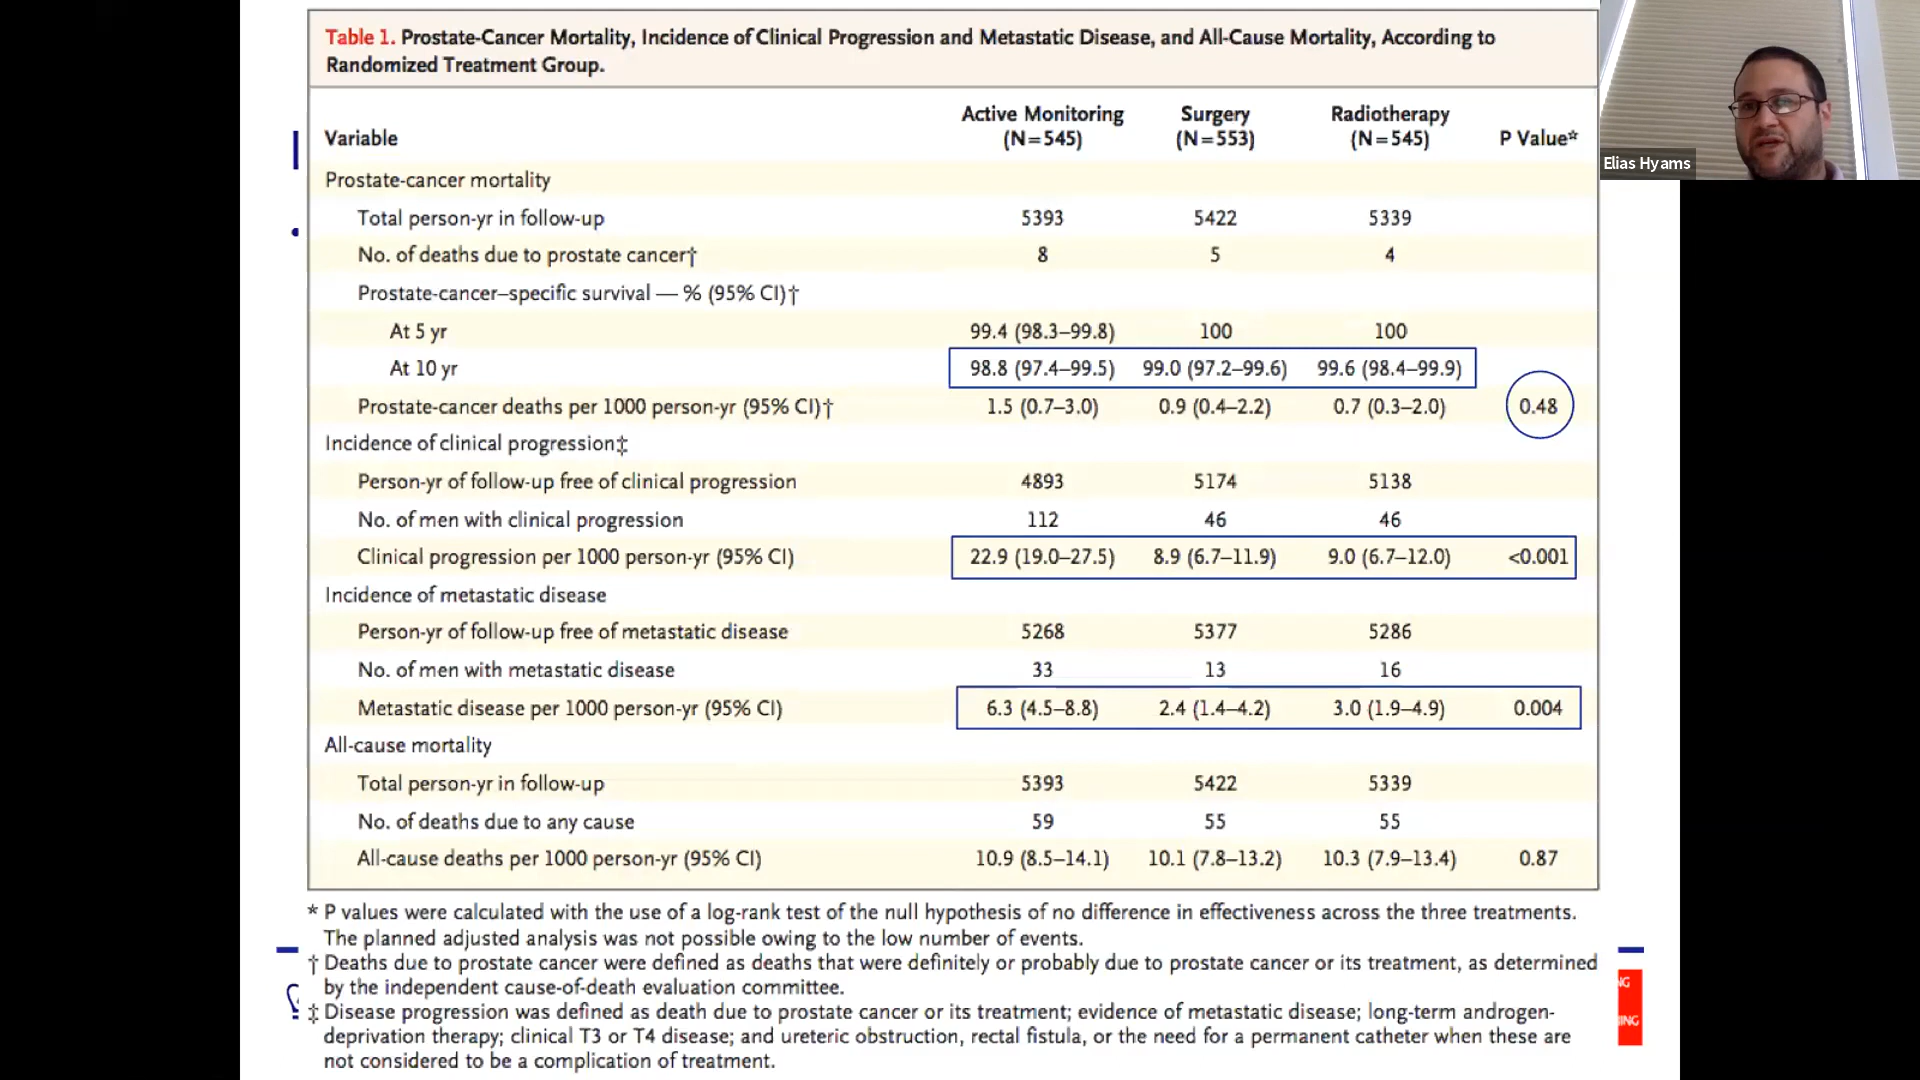 Table 1. Prostate-Cancer Mortality, Incidence of Clinical Progression and Metastatic Disease, and All-Cause Mortality, According to
Randomized Treatment Group.
Variable Active Monitoring (N=545) Surgery (N=553) Radiotherapy (N=545) P Value*
Prostate-cancer mortality
Total person-yr in follow-up 5393 5422 5339
No. of deaths due to prostate cancer† 8 5 4
Prostate-cancer–specific survival — % (95% CI)†
At 5 yr 99.4 (98.3–99.8) 100 100
At 10 yr 98.8 (97.4–99.5) 99.0 (97.2–99.6) 99.6 (98.4–99.9)
Prostate-cancer deaths per 1000 person-yr (95% CI)† 1.5 (0.7–3.0) 0.9 (0.4–2.2) 0.7 (0.3–2.0) 0.48
Incidence of clinical progression‡
Person-yr of follow-up free of clinical progression 4893 5174 5138
No. of men with clinical progression 112 46 46
Clinical progression per 1000 person-yr (95% CI) 22.9 (19.0–27.5) 8.9 (6.7–11.9) 9.0 (6.7–12.0) <0.001
Incidence of metastatic disease
Person-yr of follow-up free of metastatic disease 5268 5377 5286
No. of men with metastatic disease 33 13 16
Metastatic disease per 1000 person-yr (95% CI) 6.3 (4.5–8.8) 2.4 (1.4–4.2) 3.0 (1.9–4.9) 0.004
All-cause mortality
Total person-yr in follow-up 5393 5422 5339
No. of deaths due to any cause 59 55 55
All-cause deaths per 1000 person-yr (95% CI) 10.9 (8.5–14.1) 10.1 (7.8–13.2) 10.3 (7.9–13.4) 0.87
* P values were calculated with the use of a log-rank test of the null hypothesis of no difference in effectiveness across the three treatments.
The planned adjusted analysis was not possible owing to the low number of events.
† Deaths due to prostate cancer were defined as deaths that were definitely or probably due to prostate cancer or its treatment, as determined
by the independent cause-of-death evaluation committee.
‡ Disease progression was defined as death due to prostate cancer or its treatment; evidence of metastatic disease; long-term androgen-
deprivation therapy; clinical T3 or T4 disease; and ureteric obstruction, rectal fistula, or the need for a permanent catheter when these are
not considered to be a complication of treatment.
Elias Hyams